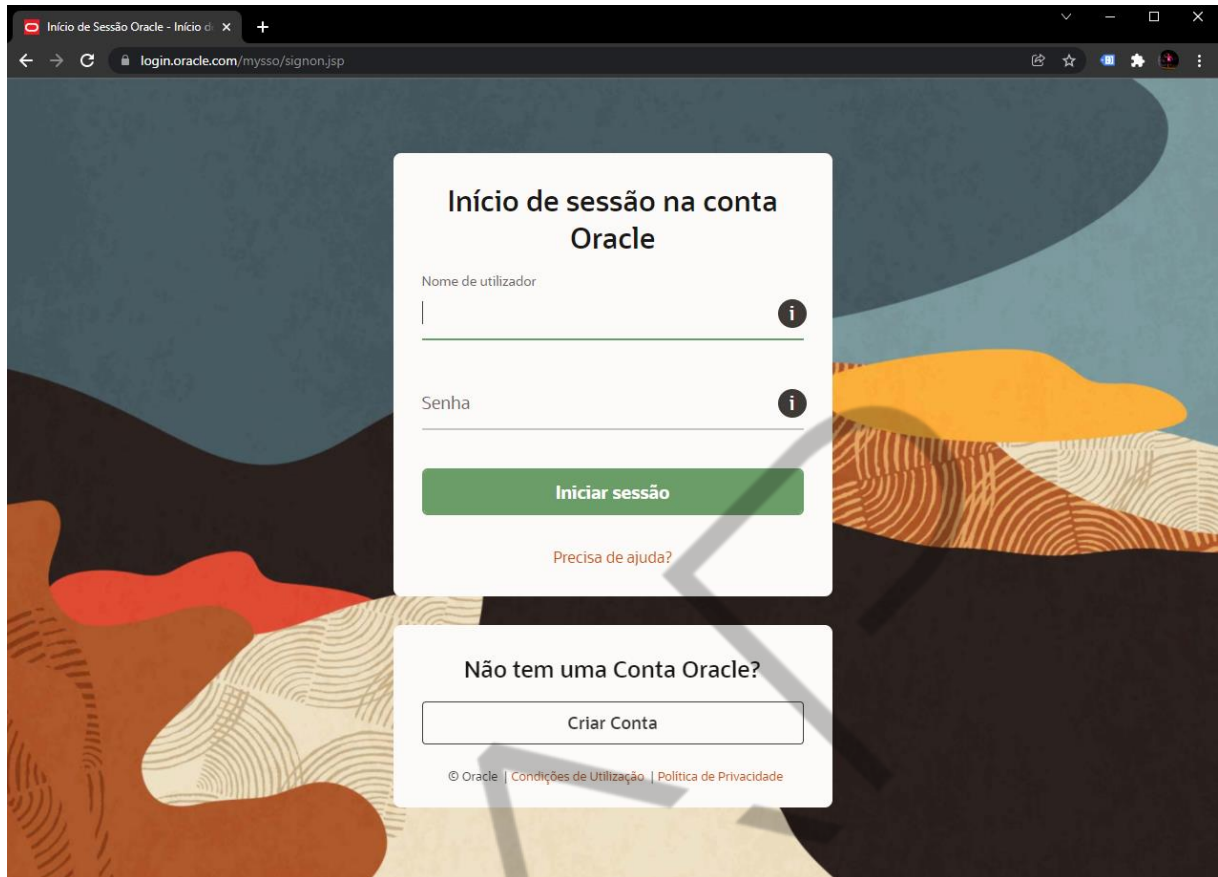 Início de Sessão Oracle - Início d
login.oracle.com/mysso/signon.jsp
Início de sessão na conta
Oracle
Nome de utilizador
Senha
Iniciar sessão
Precisa de ajuda?
Não tem uma Conta Oracle?
Criar Conta
© Oracle | Condições de Utilização | Política de Privacidade